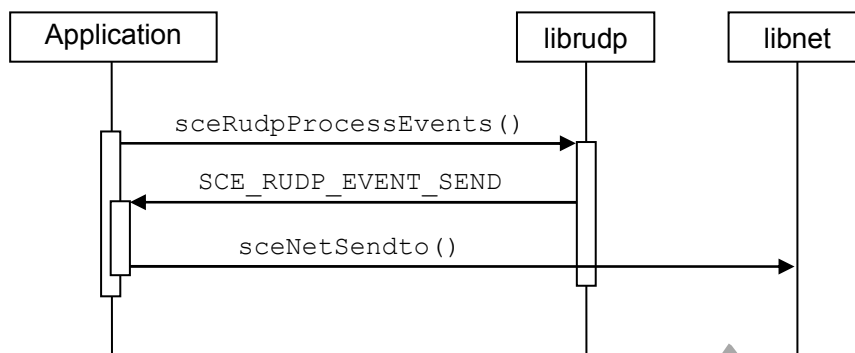 Application librudp libnet
sceRudpProcessEvents()
SCE_RUDP_EVENT_SEND
sceNetSendto()